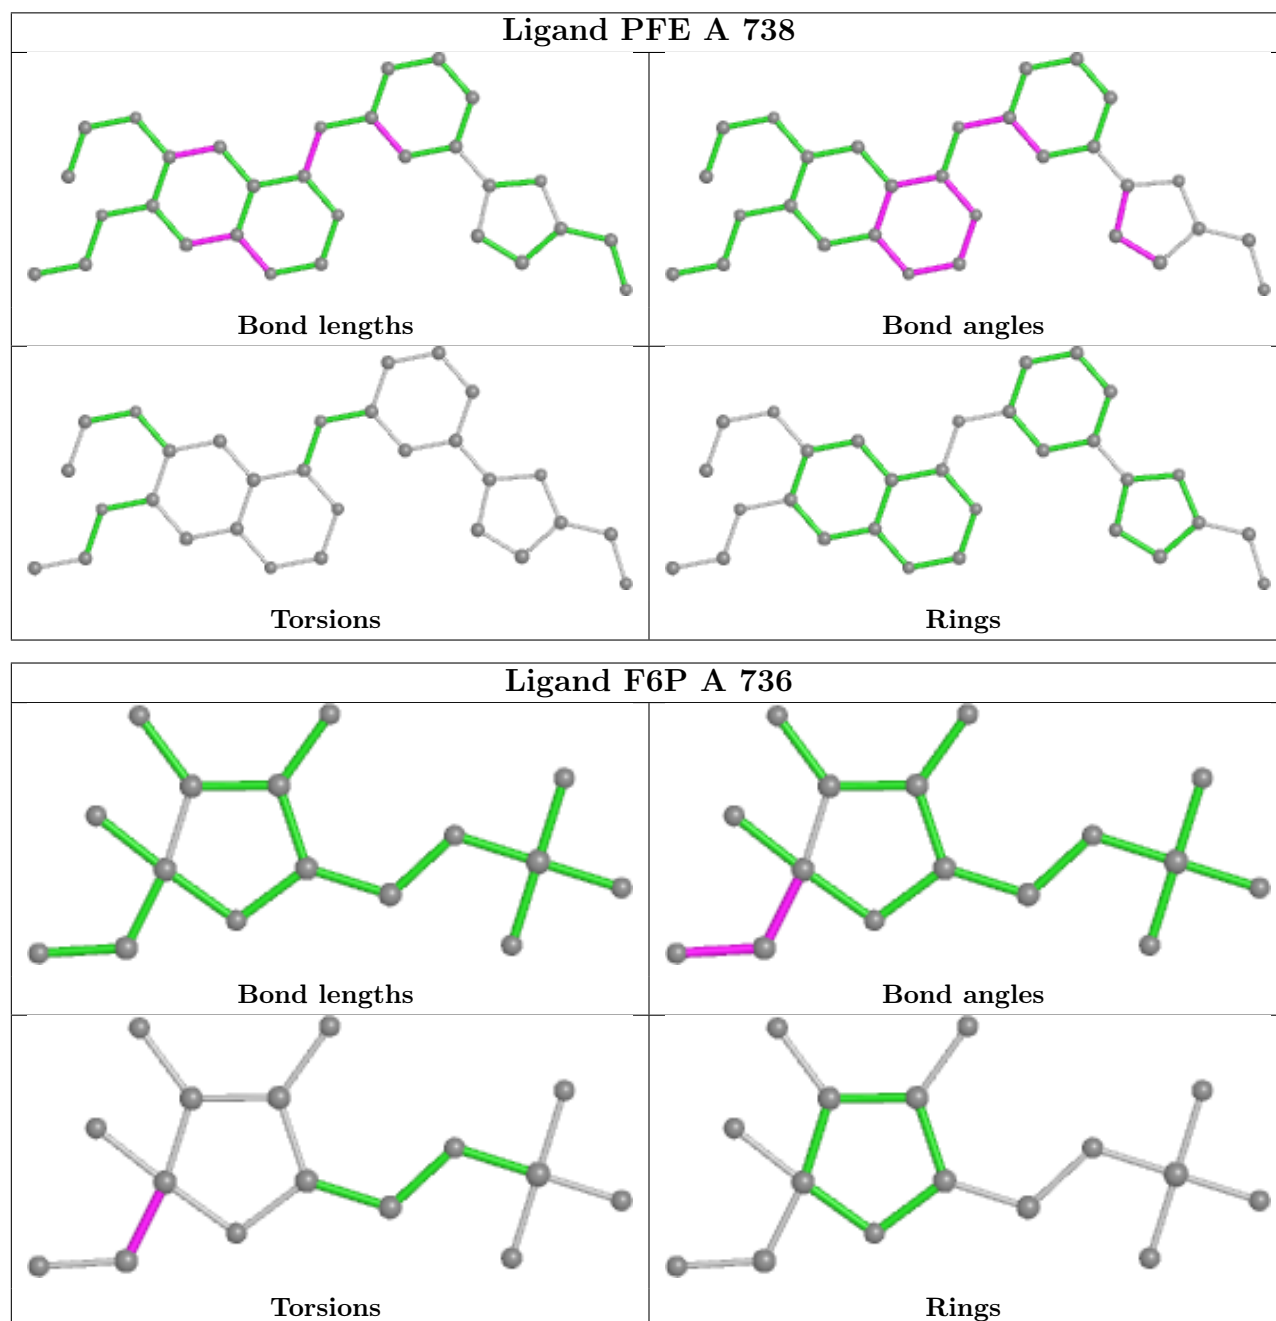 Ligand PFE A 738
Bond lengths
Bond angles
Torsions
Rings
Ligand F6P A 736
Bond lengths
Bond angles
Torsions
Rings